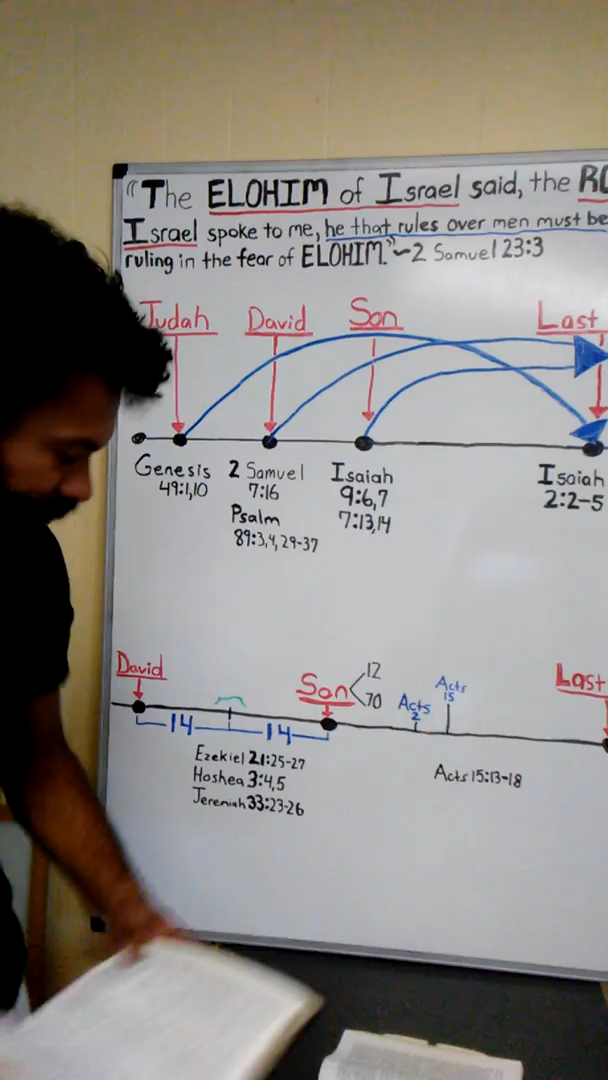 "The ELOHIM of Israel said, the
Israel spoke to me, he that rules over men must be
ruling in the fear of ELOHIM."~2 Samuel 23:3
Judah David Son Last
Genesis 2 Samuel Isaiah Isaiah
49:1,10 7:16 9:6,7 2:2-5
Psalm 7:13,14
89:3,4,29-37
David Son 12 Last
70 Acts 2 Acts 15
14 14
Ezekiel 21:25-27
Hoshea 3:4,5
Jeremiah 33:23-26
Acts 15:13-18